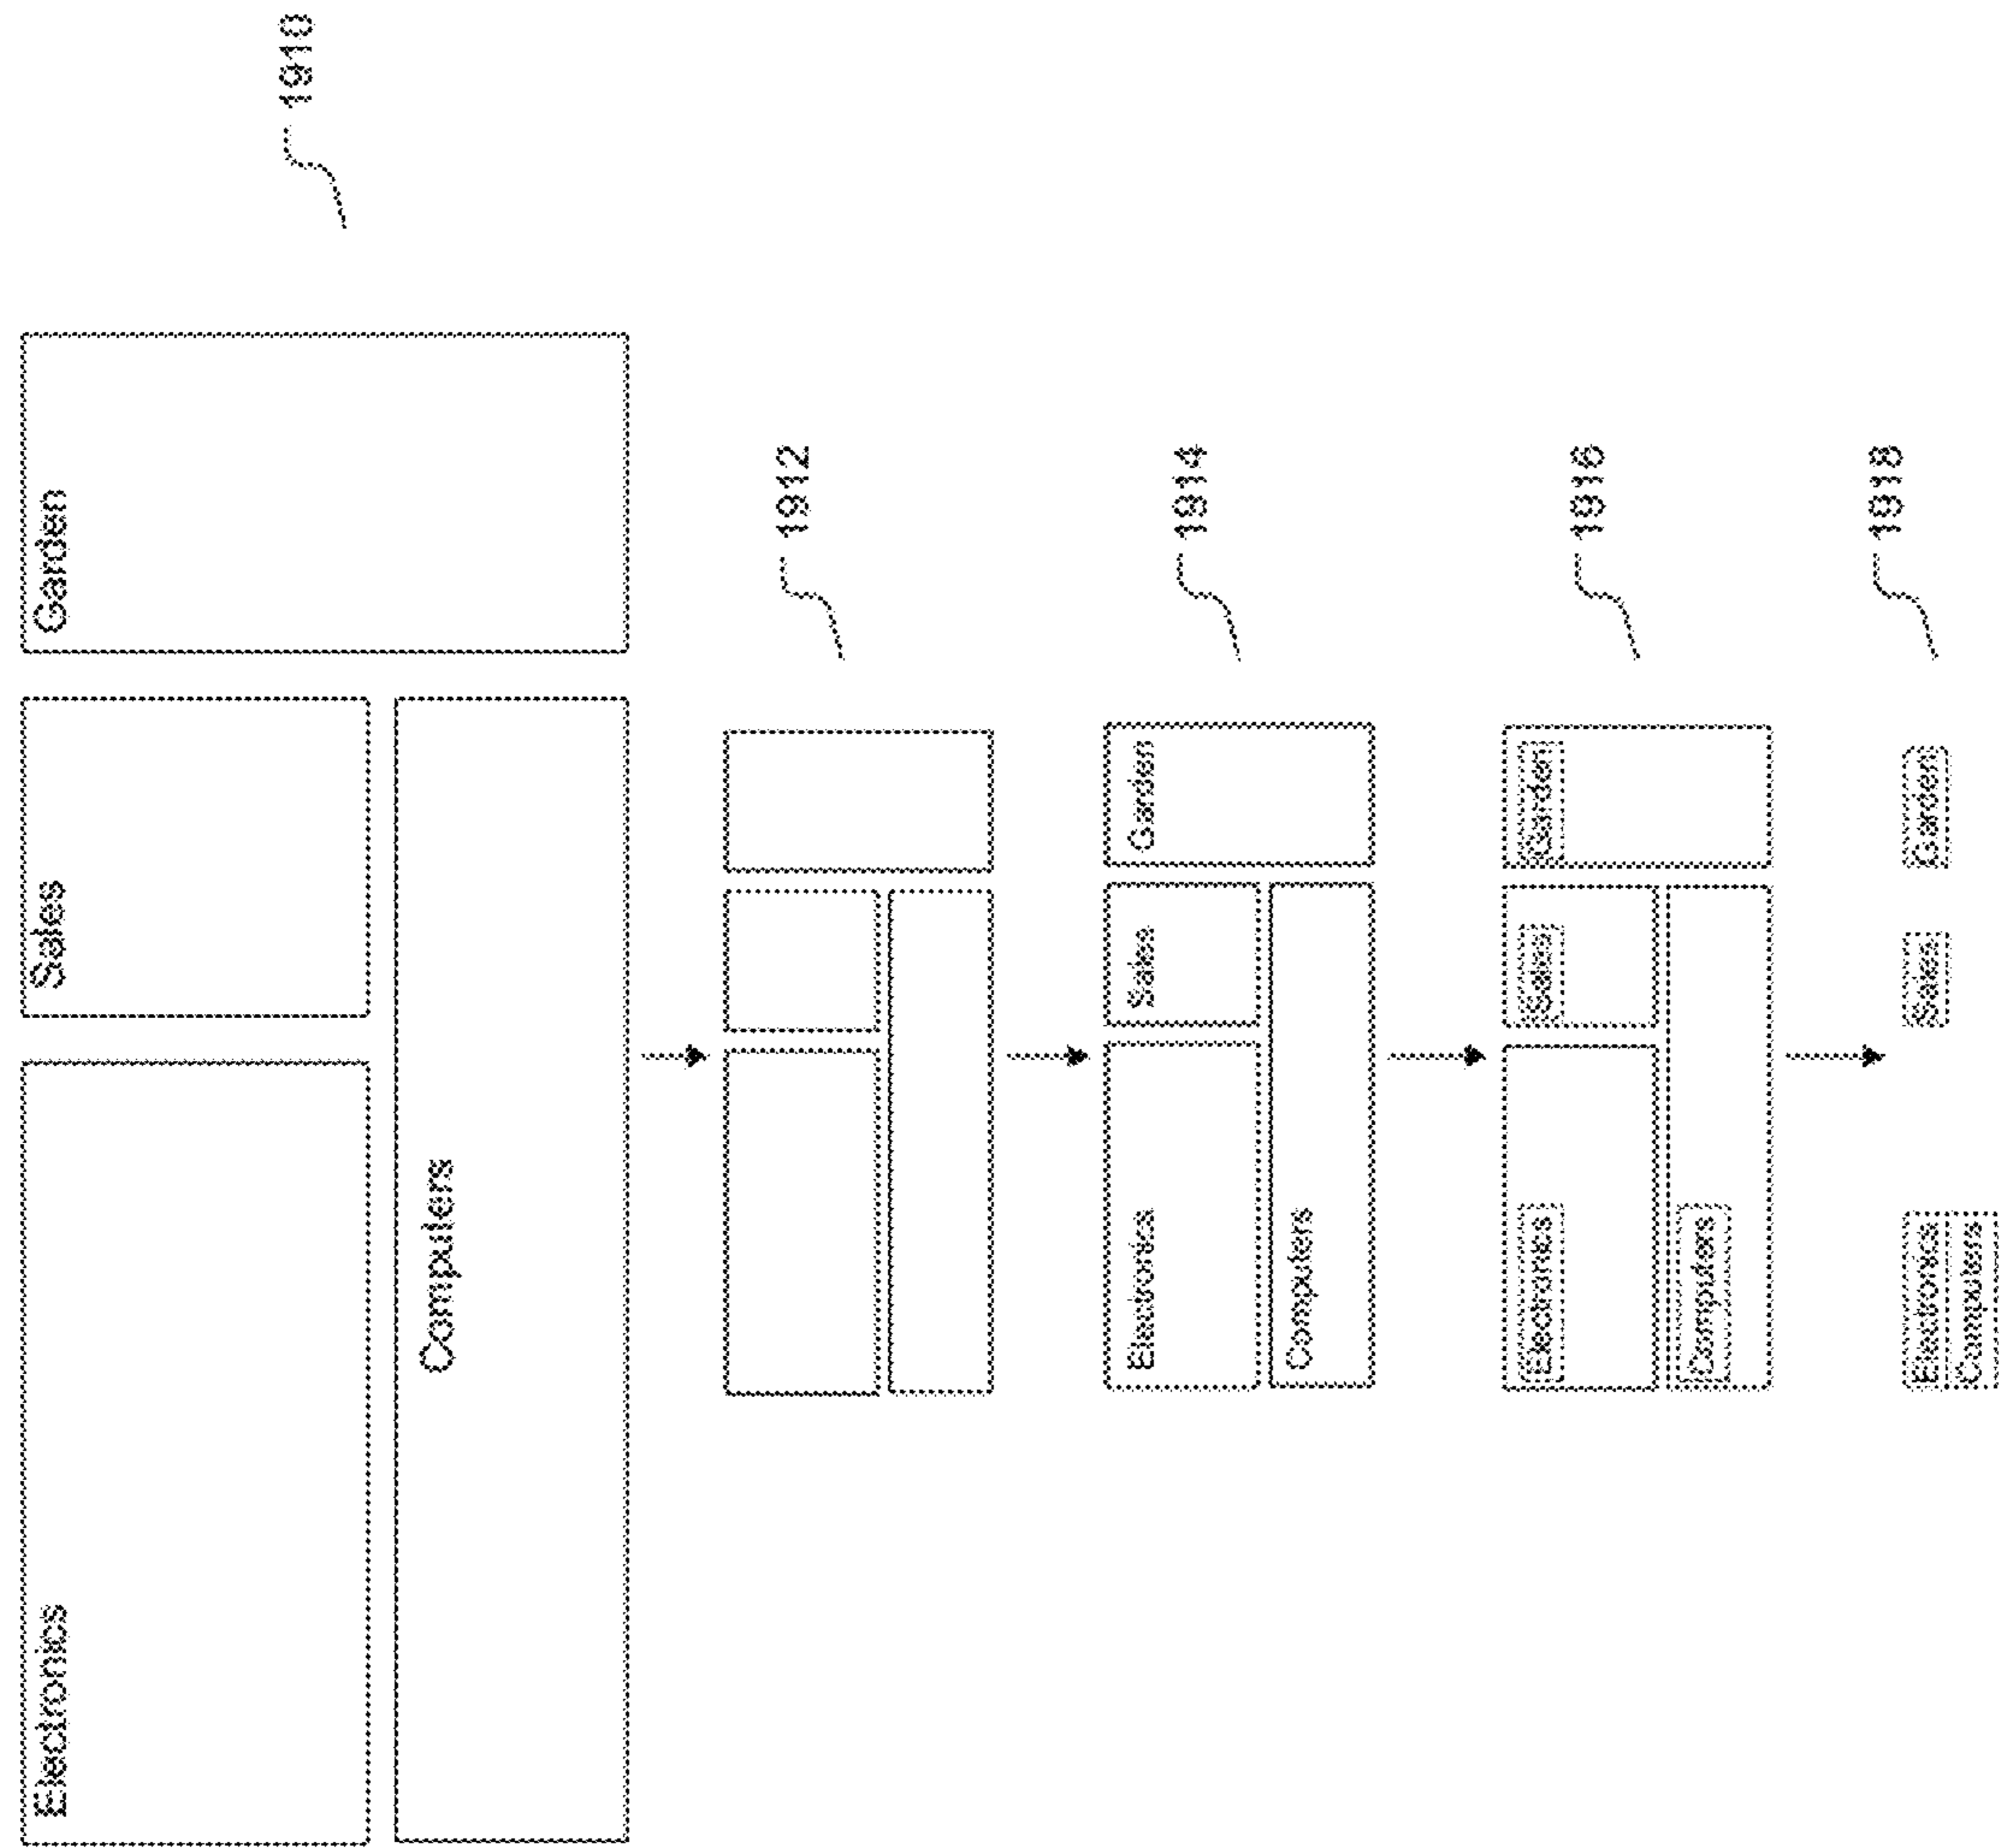 Electronics
Sales
Garden
Computers
1910
1912
Electronics
Sales
Garden
Computers
1914
Electronics
Sales
Garden
Computers
1916
Electronics
Sales
Garden
Computers
1918